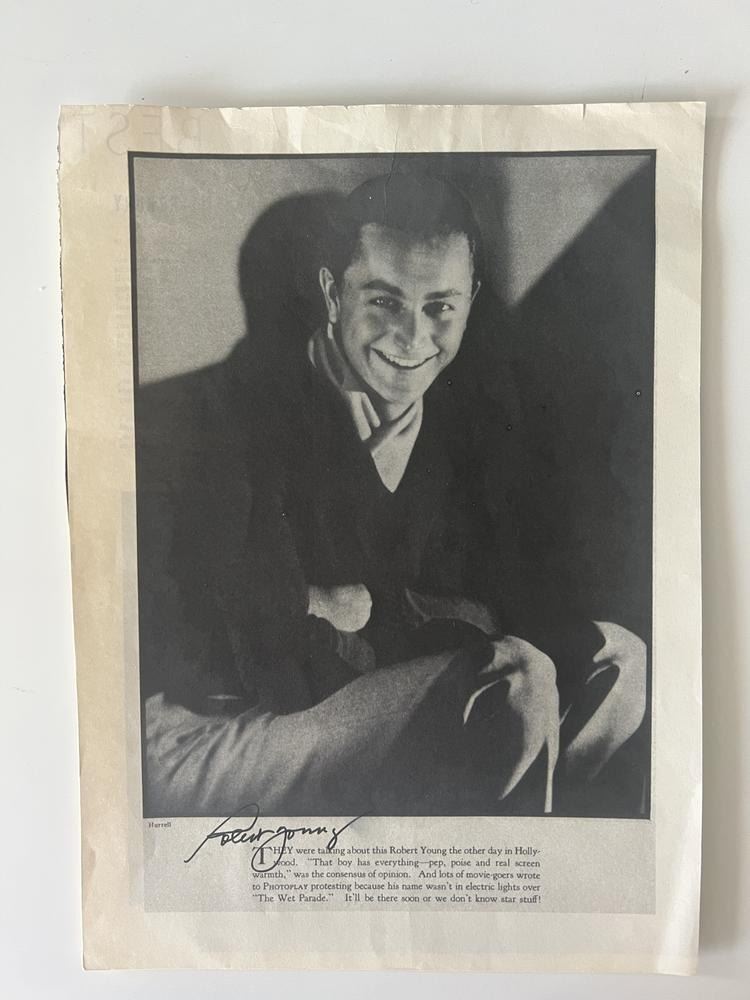 Hurrell
Robert Young
THEY were talking about this Robert Young the other day in Holly-
wood. "That boy has everything—pep, poise and real screen
warmth," was the consensus of opinion. And lots of movie-goers wrote
to PHOTOPLAY protesting because his name wasn't in electric lights over
"The Wet Parade." It'll be there soon or we don't know star stuff!